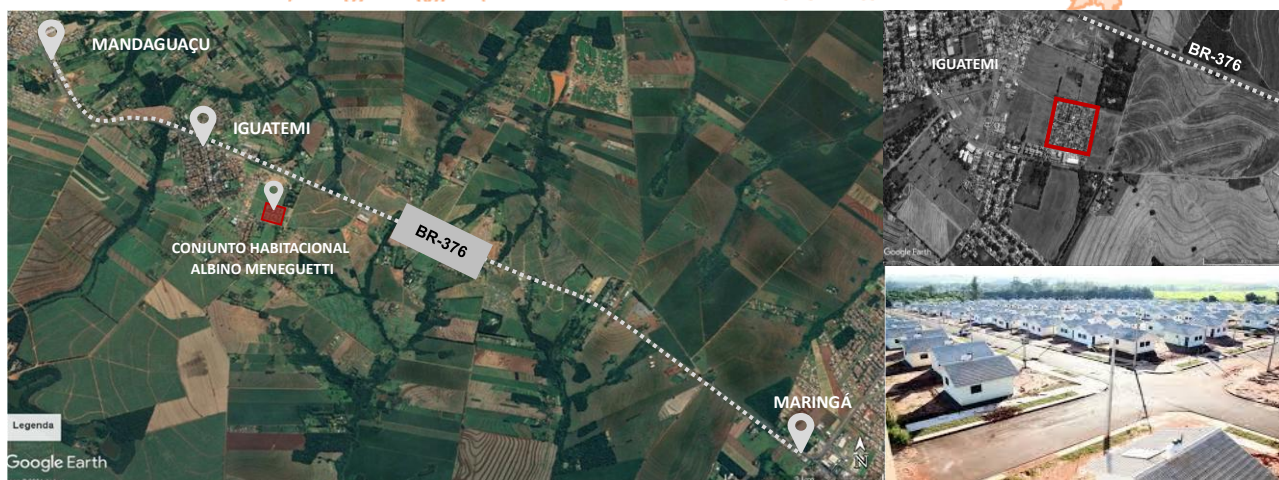 MANDAGUAÇU
IGUATEMI
CONJUNTO HABITACIONAL
ALBINO MENEGUETTI
BR-376
MARINGÁ
Legenda
Google Earth
N
IGUATEMI
BR-376
Google Earth